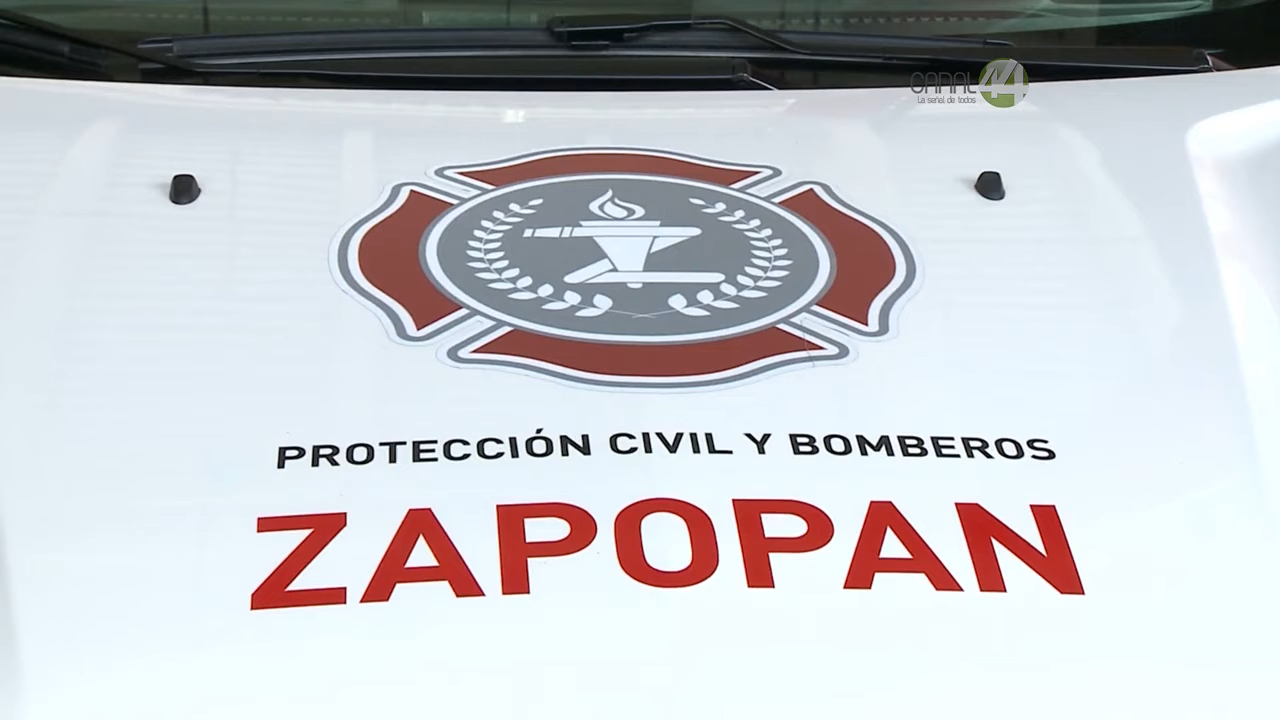 CANAL 44
La señal de todos
PROTECCIÓN CIVIL Y BOMBEROS
ZAPOPAN